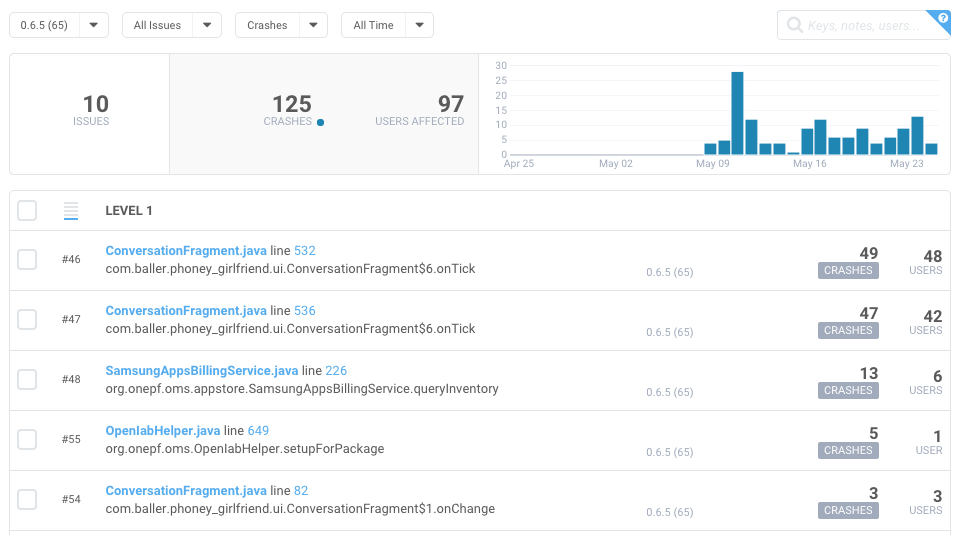 0.6.5 (65)
All Issues
Crashes
All Time
Keys, notes, users...
?
10
ISSUES
125
CRASHES
97
USERS AFFECTED
30
25
20
15
10
5
0
Apr 25
May 02
May 09
May 16
May 23
LEVEL 1
#46
ConversationFragment.java line 532
com.baller.phoney_girlfriend.ui.ConversationFragment$6.onTick
0.6.5 (65)
49
CRASHES
48
USERS
#47
ConversationFragment.java line 536
com.baller.phoney_girlfriend.ui.ConversationFragment$6.onTick
0.6.5 (65)
47
CRASHES
42
USERS
#48
SamsungAppsBillingService.java line 226
org.onepf.oms.appstore.SamsungAppsBillingService.queryInventory
0.6.5 (65)
13
CRASHES
6
USERS
#55
OpenIabHelper.java line 649
org.onepf.oms.OpenIabHelper.setupForPackage
0.6.5 (65)
5
CRASHES
1
USER
#54
ConversationFragment.java line 82
com.baller.phoney_girlfriend.ui.ConversationFragment$1.onChange
0.6.5 (65)
3
CRASHES
3
USERS